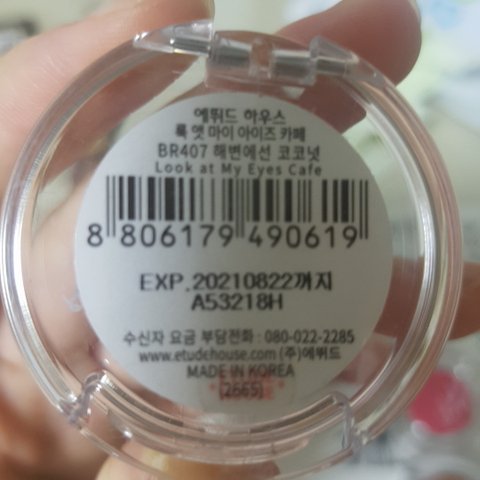 에뛰드 하우스
룩 앳 마이 아이즈 카페
BR407 해변에선 코코넛
Look at My Eyes Cafe
8 806179 490619
EXP.20210822까지
A53218H
수신자 요금 부담전화 : 080-022-2285
www.etudehouse.com (주)에뛰드
MADE IN KOREA
[2665]